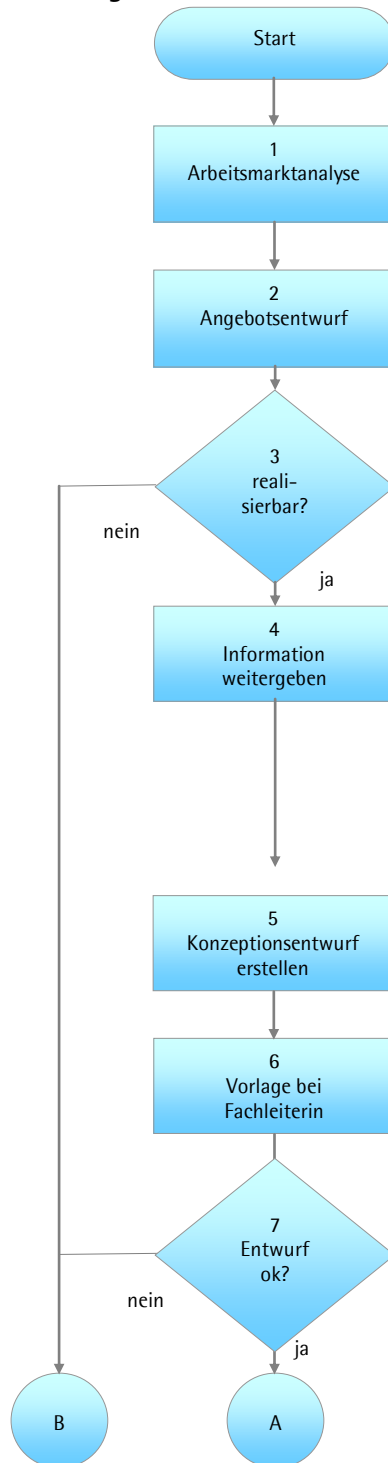 Start
1
Arbeitsmarktanalyse
2
Angebotsentwurf
3
reali-
sierbar?
nein
ja
4
Information
weitergeben
5
Konzeptionsentwurf
erstellen
6
Vorlage bei
Fachleiterin
7
Entwurf
ok?
nein
ja
B
A